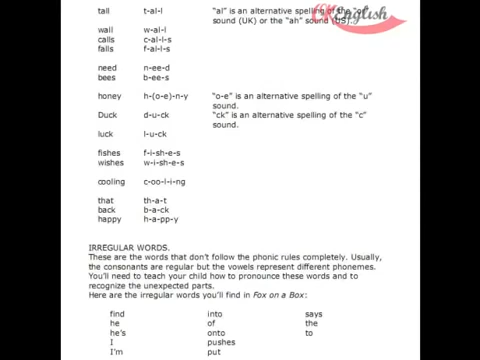 OK English
tall t-al-l "al" is an alternative spelling of the "or"
sound (UK) or the "ah" sound (US).
wall w-al-l
calls c-al-l-s
falls f-al-l-s
need n-ee-d
bees b-ee-s
honey h-(o-e)-n-y "o-e" is an alternative spelling of the "u"
sound.
Duck d-u-ck "ck" is an alternative spelling of the "c"
sound.
luck l-u-ck
fishes f-i-sh-e-s
wishes w-i-sh-e-s
cooling c-oo-l-i-ng
that th-a-t
back b-a-ck
happy h-a-pp-y
IRREGULAR WORDS.
These are the words that don't follow the phonic rules completely. Usually,
the consonants are regular but the vowels represent different phonemes.
You'll need to teach your child how to pronounce these words and to
recognize the unexpected parts.
Here are the irregular words you'll find in Fox on a Box:
find into says
he of the
he's onto to
I pushes
I'm put